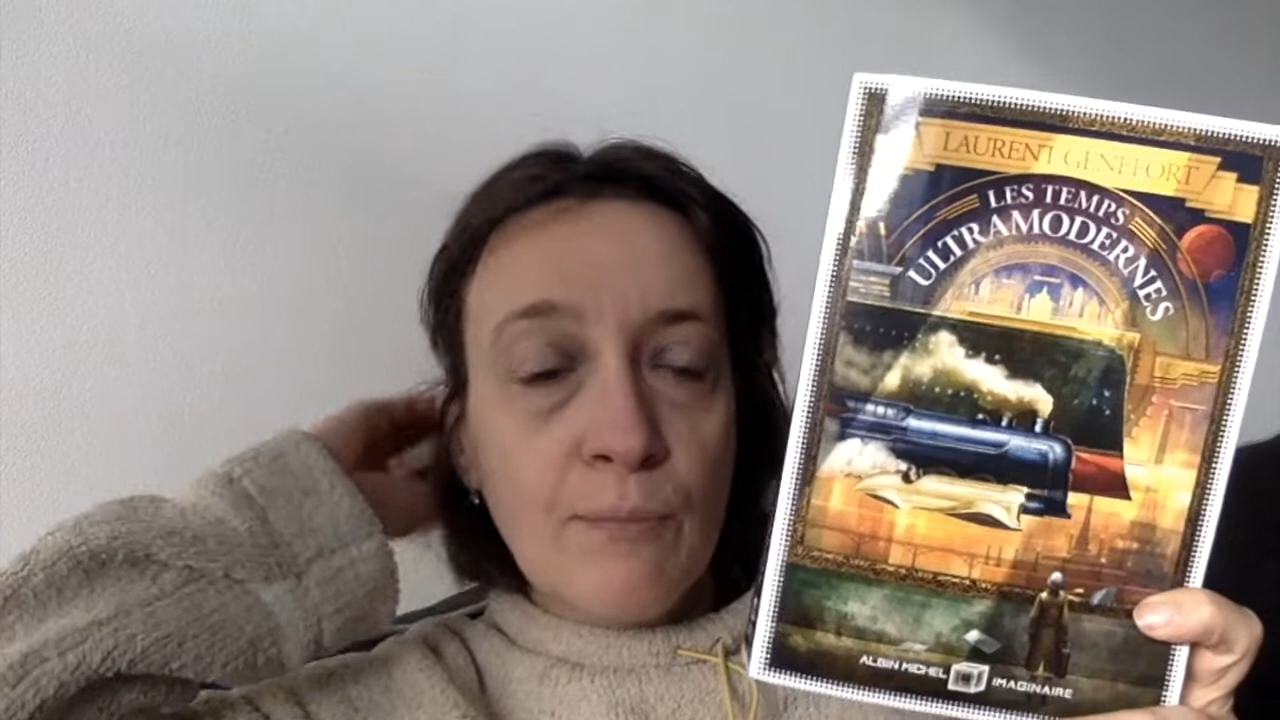 LAURENT GENEFORT
LES TEMPS
ULTRAMODERNES
ALBIN MICHEL IMAGINAIRE